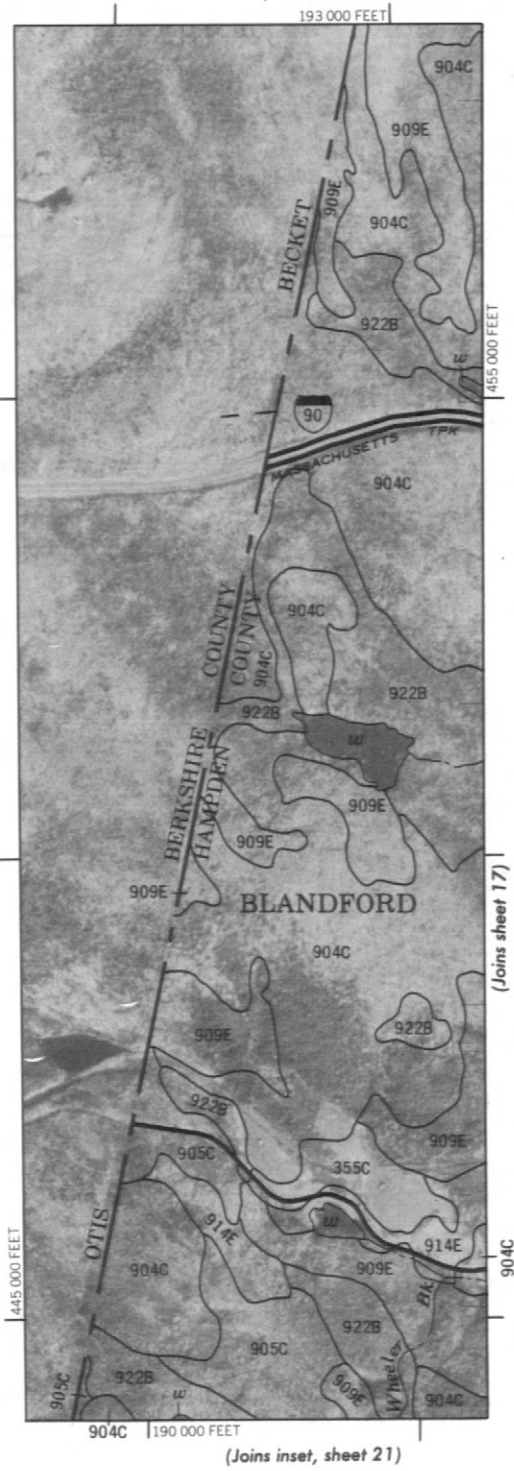 193 000 FEET
904C
909E
909E
904C
BECKET
922B
w
455 000 FEET
90
MASSACHUSETTS TPK
904C
904C
COUNTY
COUNTY
904C
922B
922B
w
BERKSHIRE
HAMPDEN
909E
909E
909E
BLANDFORD
904C
(Joins sheet 17)
909E
922B
922B
909E
905C
355C
914E
w
914E
OTIS
904C
909E
904C
445 000 FEET
Bk
922B
905C
Wheeler
922B
905C
909E
904C
w
904C
190 000 FEET
(Joins inset, sheet 21)